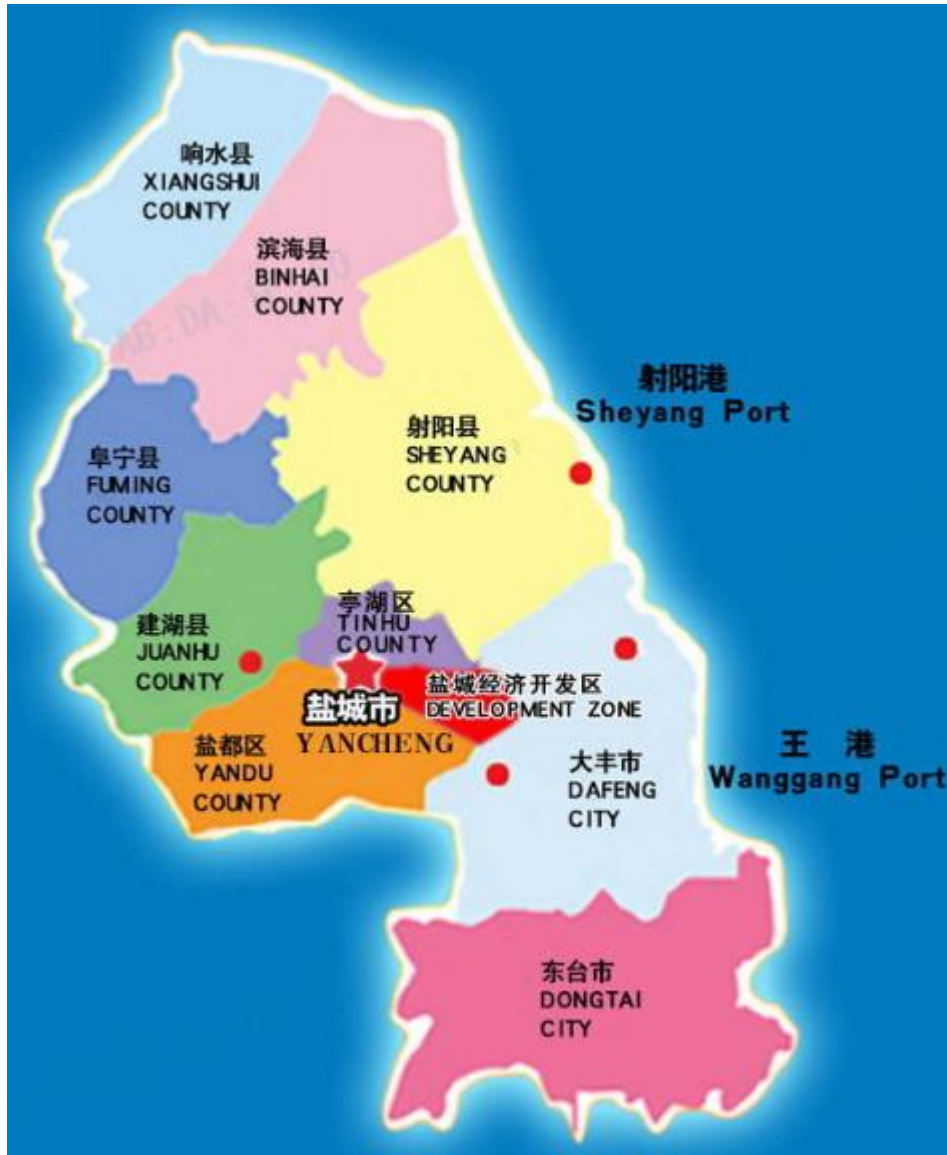 响水县
XIANGSHUI
COUNTY
滨海县
BINHAI
COUNTY
射阳港
Sheyang Port
射阳县
SHEYANG
COUNTY
阜宁县
FUMING
COUNTY
亭湖区
TINHU
COUNTY
建湖县
JUANHU
COUNTY
盐城经济开发区
DEVELOPMENT ZONE
盐城市
YANCHENG
盐都区
YANDU
COUNTY
王 港
Wanggang Port
大丰市
DAFENG
CITY
东台市
DONGTAI
CITY